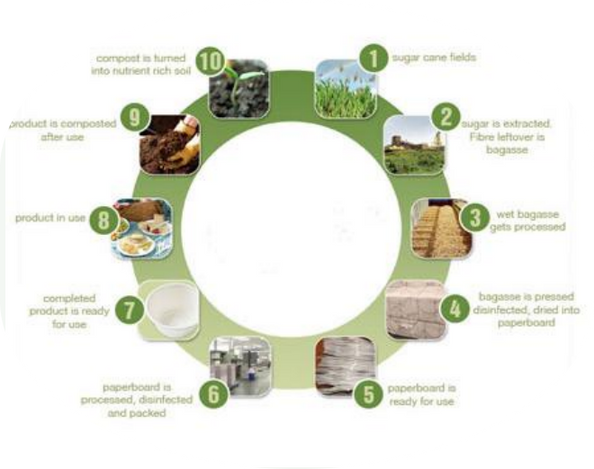 1
sugar cane fields
2
sugar is extracted.
Fibre leftover is
bagasse
3
wet bagasse
gets processed
4
bagasse is pressed
disinfected, dried into
paperboard
5
paperboard is
ready for use
6
paperboard is
processed, disinfected
and packed
7
completed
product is ready
for use
8
product in use
9
product is composted
after use
10
compost is turned
into nutrient rich soil